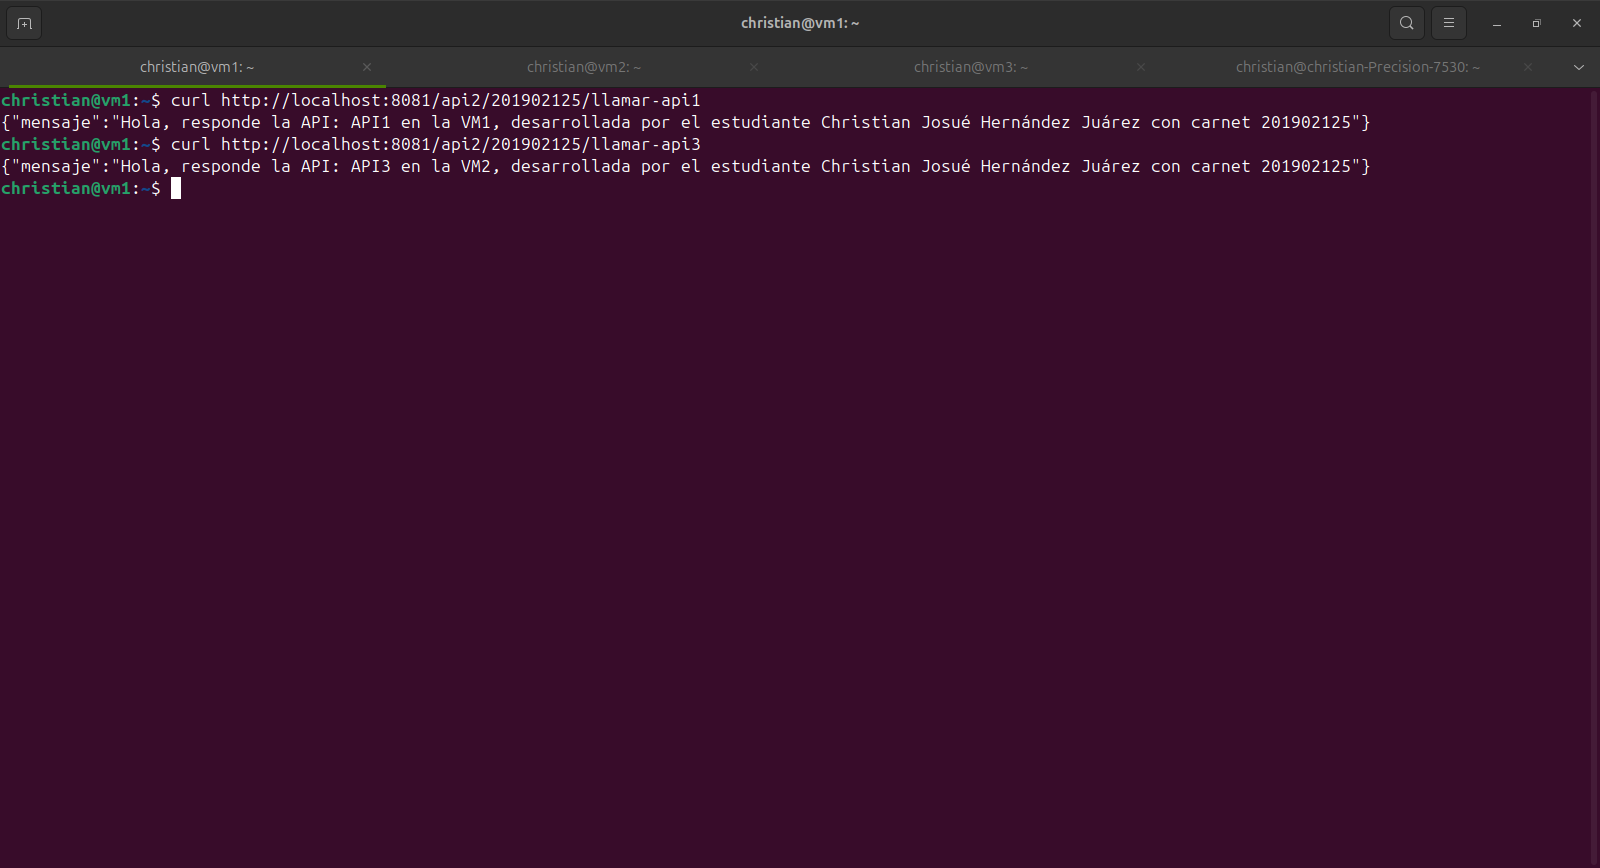 christian@vm1: ~
christian@vm1: ~
christian@vm2: ~
christian@vm3: ~
christian@christian-Precision-7530: ~
christian@vm1:~$ curl http://localhost:8081/api2/201902125/llamar-api1
{"mensaje":"Hola, responde la API: API1 en la VM1, desarrollada por el estudiante Christian Josué Hernández Juárez con carnet 201902125"}
christian@vm1:~$ curl http://localhost:8081/api2/201902125/llamar-api3
{"mensaje":"Hola, responde la API: API3 en la VM2, desarrollada por el estudiante Christian Josué Hernández Juárez con carnet 201902125"}
christian@vm1:~$